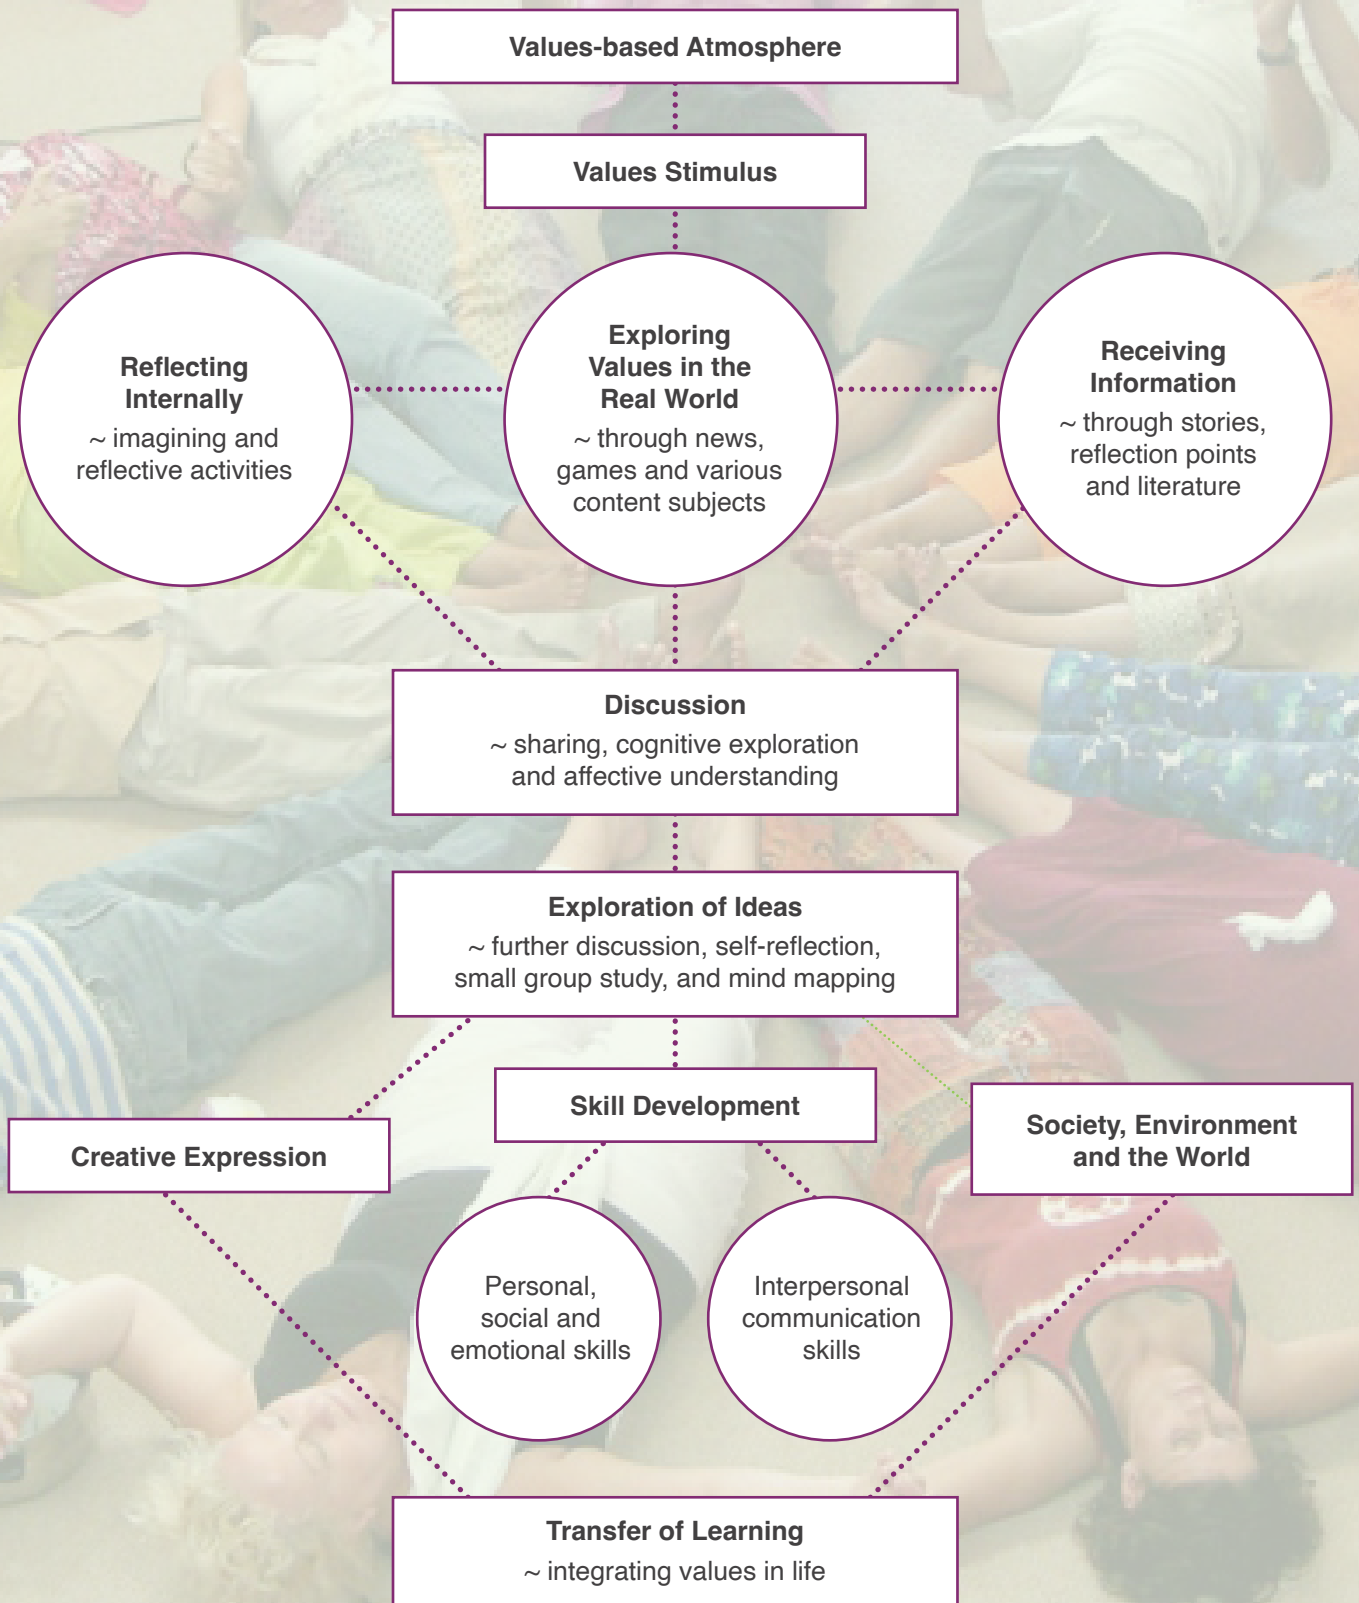 Values-based Atmosphere
Values Stimulus
Reflecting
Internally
~ imagining and
reflective activities
Exploring
Values in the
Real World
~ through news,
games and various
content subjects
Receiving
Information
~ through stories,
reflection points
and literature
Discussion
~ sharing, cognitive exploration
and affective understanding
Exploration of Ideas
~ further discussion, self-reflection,
small group study, and mind mapping
Creative Expression
Skill Development
Society, Environment
and the World
Personal,
social and
emotional skills
Interpersonal
communication
skills
Transfer of Learning
~ integrating values in life